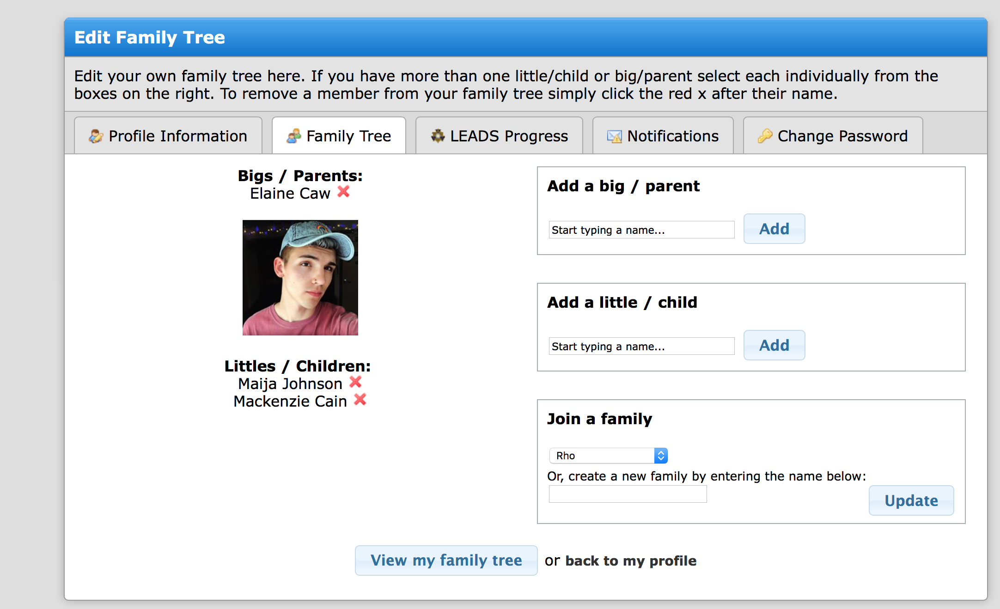 Edit Family Tree
Edit your own family tree here. If you have more than one little/child or big/parent select each individually from the
boxes on the right. To remove a member from your family tree simply click the red x after their name.
Profile Information
Family Tree
LEADS Progress
Notifications
Change Password
Bigs / Parents:
Elaine Caw
Littles / Children:
Maija Johnson
Mackenzie Cain
Add a big / parent
Start typing a name...
Add
Add a little / child
Start typing a name...
Add
Join a family
Rho
Or, create a new family by entering the name below:
Update
View my family tree or back to my profile